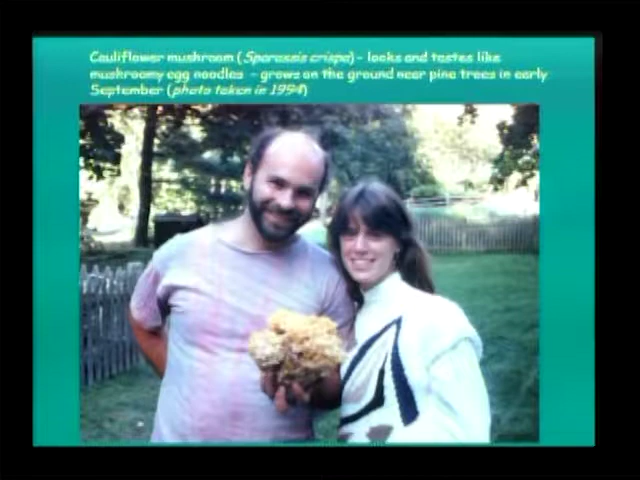 Cauliflower mushroom (Sparassis crispa) - looks and tastes like
mushroomy egg noodles - grows on the ground near pine trees in early
September (photo taken in 1994)